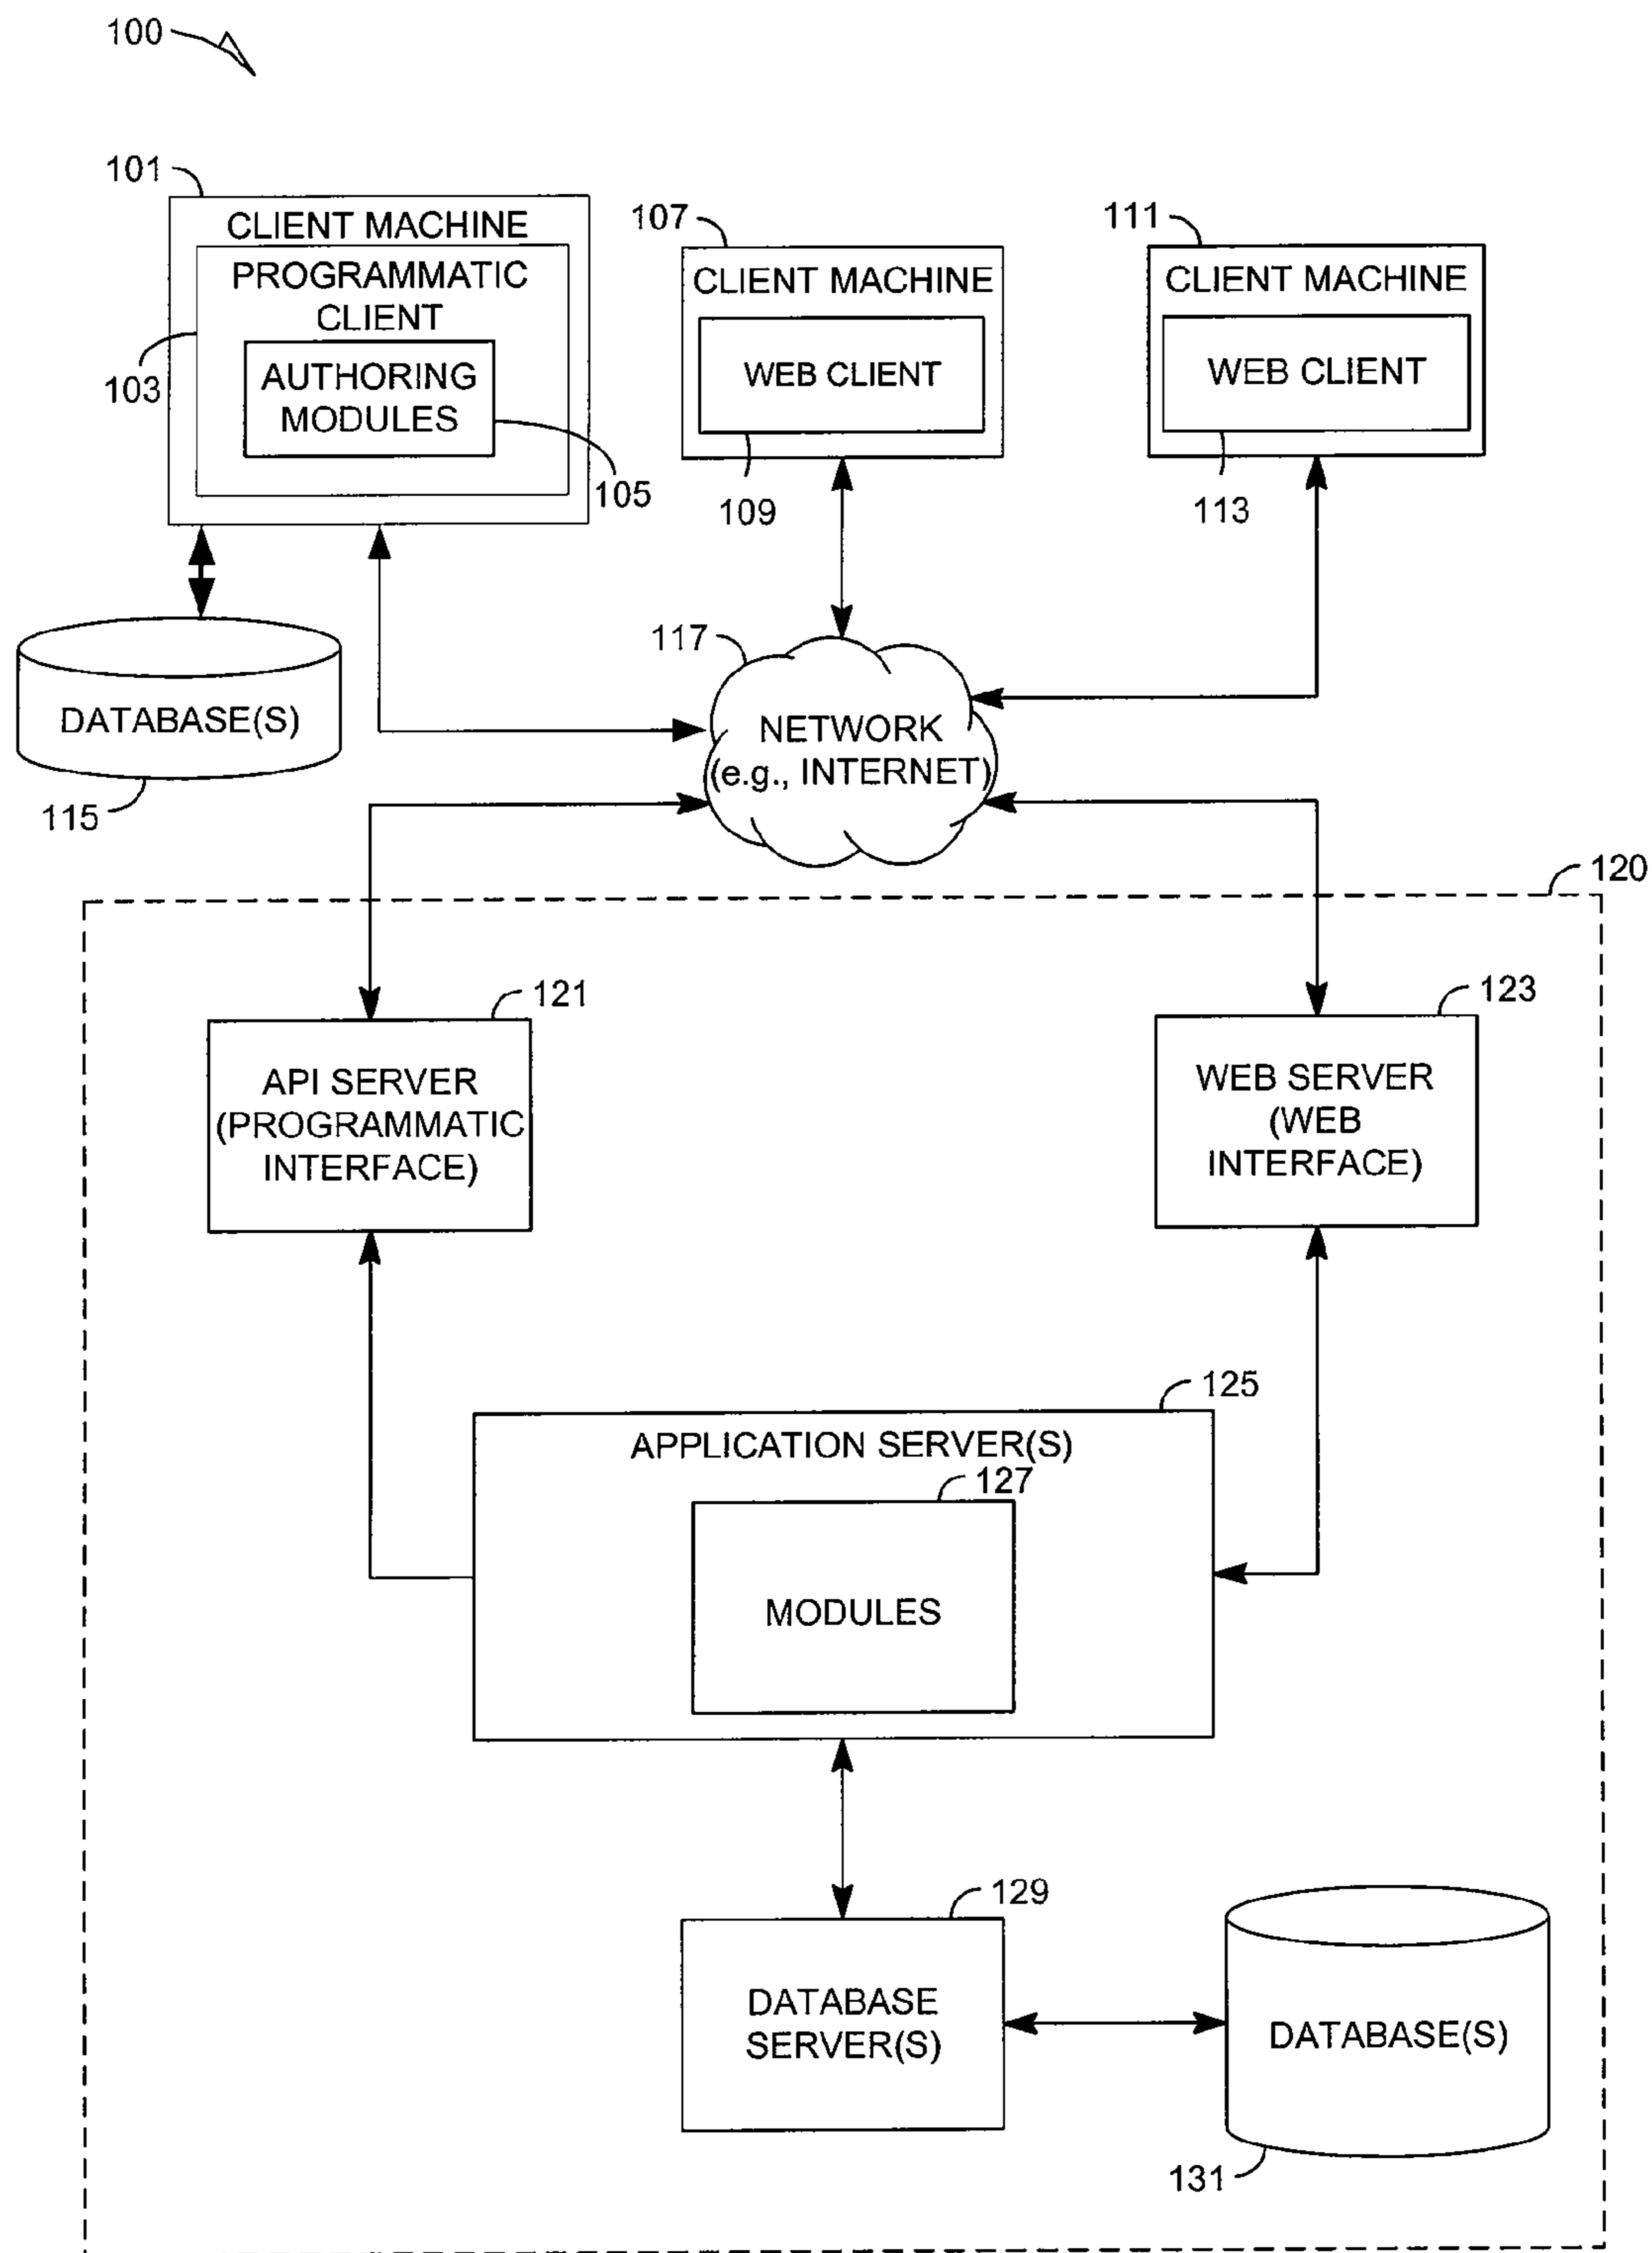 100
101
CLIENT MACHINE
PROGRAMMATIC
CLIENT
103
AUTHORING
MODULES
105
107
CLIENT MACHINE
WEB CLIENT
109
111
CLIENT MACHINE
WEB CLIENT
113
DATABASE(S)
115
117
NETWORK
(e.g., INTERNET)
120
121
API SERVER
(PROGRAMMATIC
INTERFACE)
123
WEB SERVER
(WEB
INTERFACE)
125
APPLICATION SERVER(S)
127
MODULES
129
DATABASE
SERVER(S)
DATABASE(S)
131